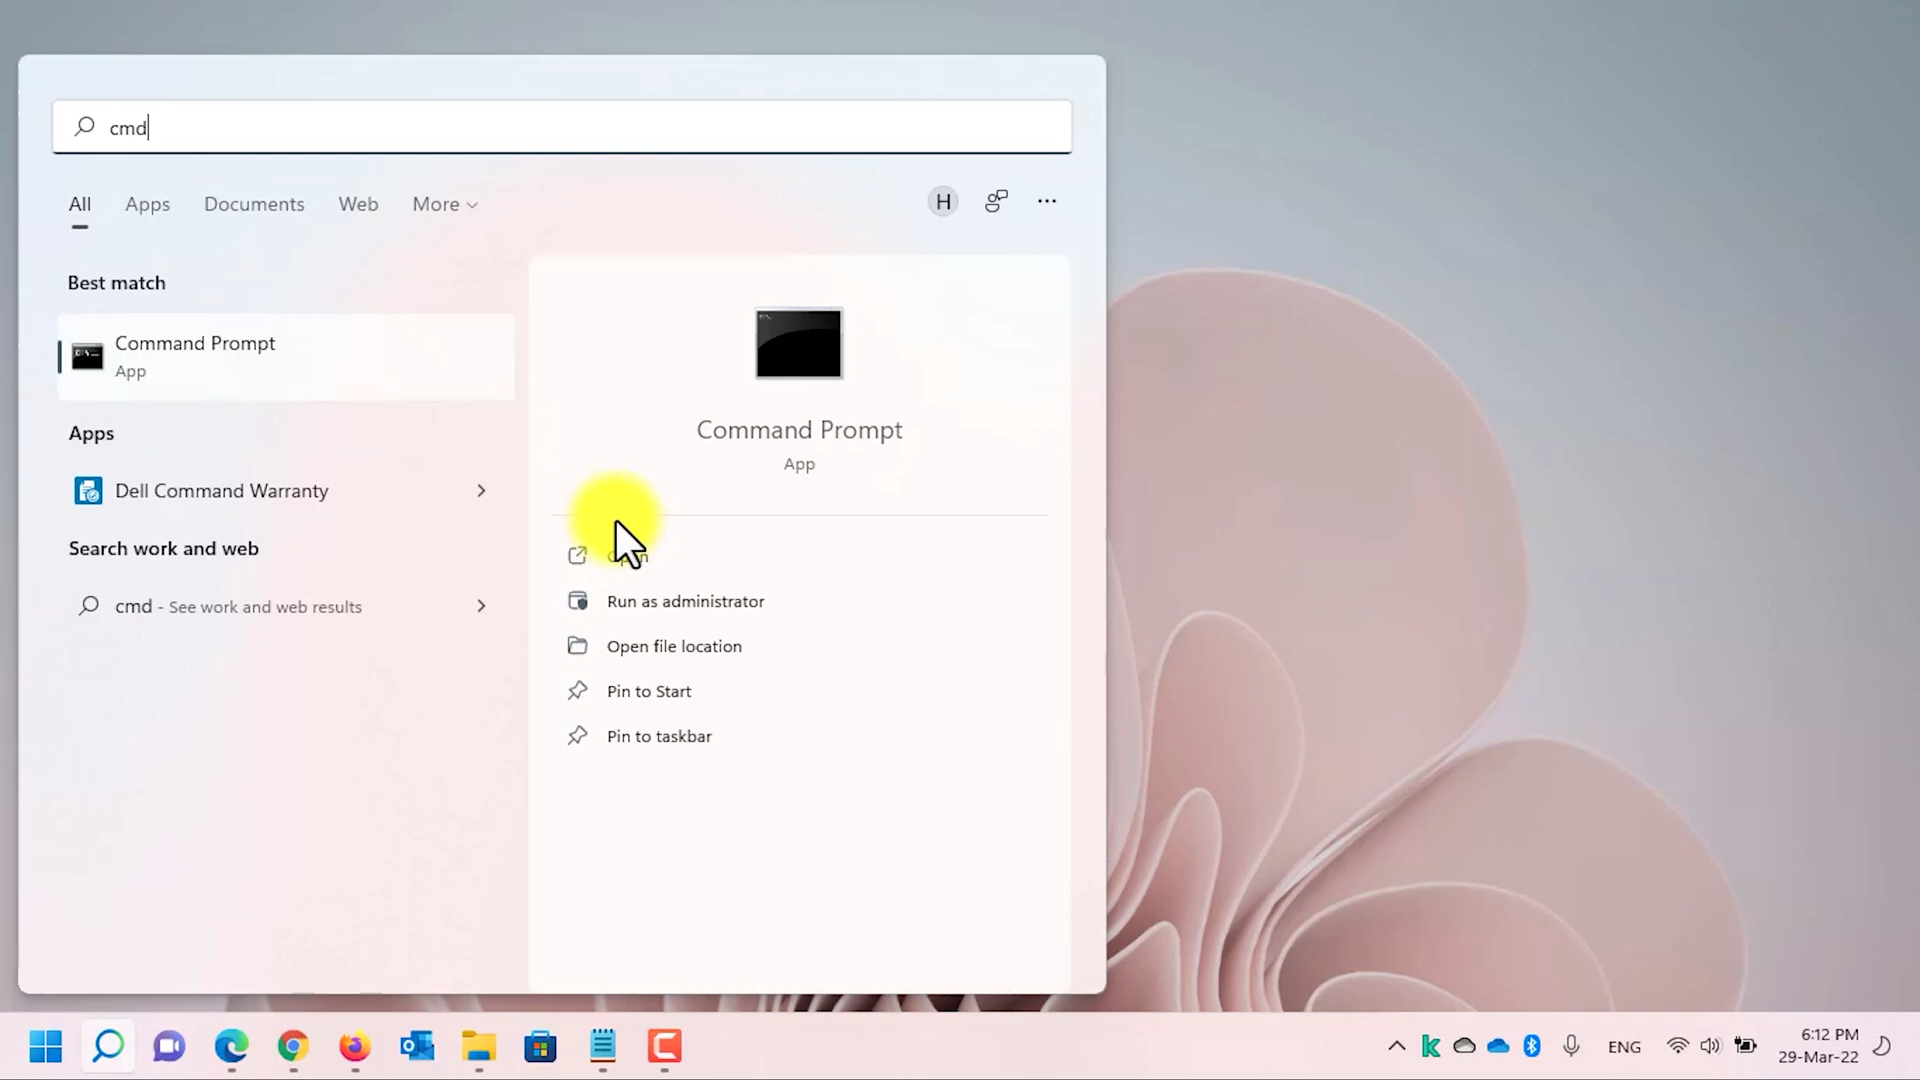 cmd
All Apps Documents Web More
H
Best match
Command Prompt
App
Apps
Dell Command Warranty
Search work and web
cmd - See work and web results
Command Prompt
App
Run as administrator
Open file location
Pin to Start
Pin to taskbar
ENG
6:12 PM
29-Mar-22